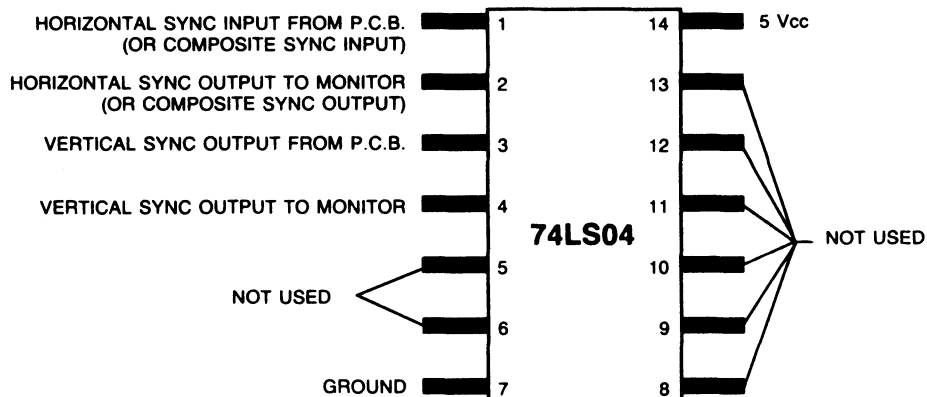 HORIZONTAL SYNC INPUT FROM P.C.B.
(OR COMPOSITE SYNC INPUT)
1
14
5 Vcc
HORIZONTAL SYNC OUTPUT TO MONITOR
(OR COMPOSITE SYNC OUTPUT)
2
13
VERTICAL SYNC OUTPUT FROM P.C.B.
3
12
VERTICAL SYNC OUTPUT TO MONITOR
4
11
74LS04
NOT USED
5
10
NOT USED
6
9
GROUND
7
8